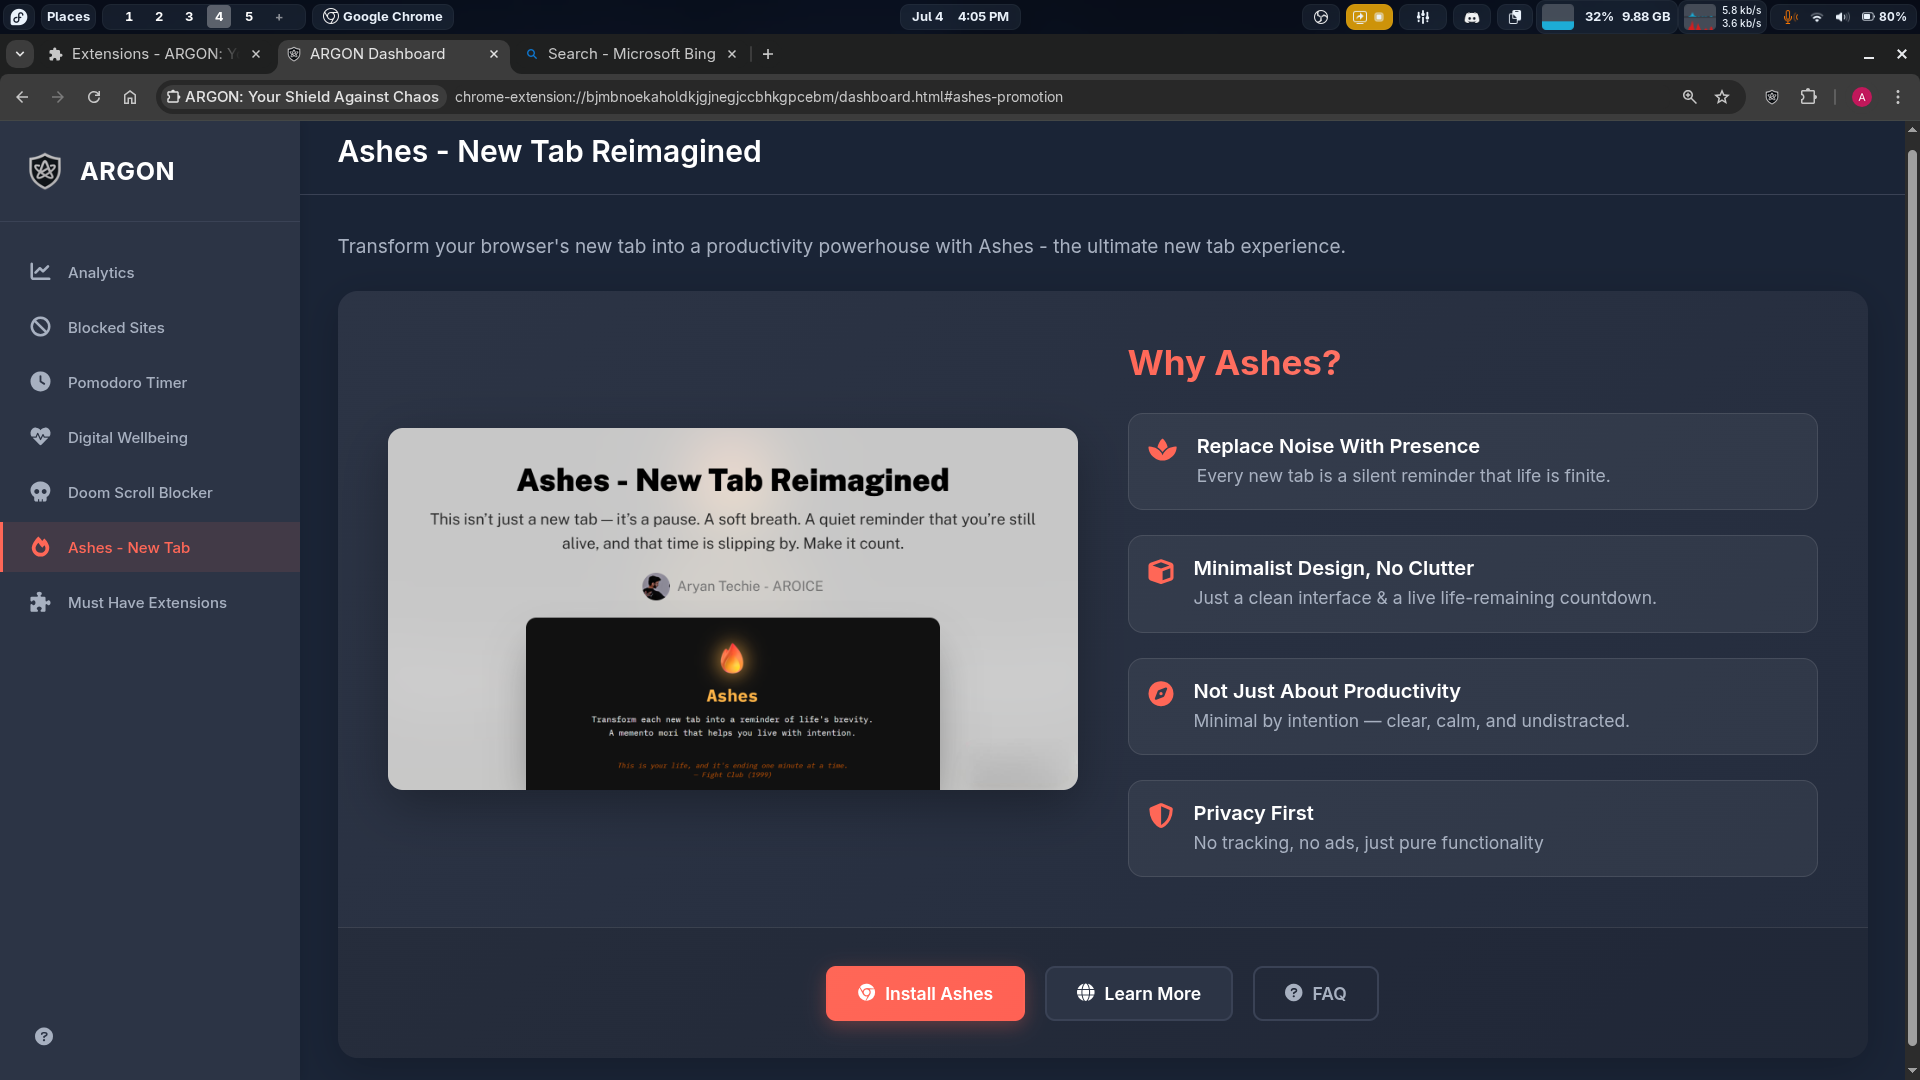 Places
1 2 3 4 5 +
Google Chrome
Jul 4 4:05 PM
32% 9.88 GB
5.8 kb/s
3.6 kb/s
80%
Extensions - ARGON: Y
ARGON Dashboard
Search - Microsoft Bing
ARGON: Your Shield Against Chaos
chrome-extension://bjmbnoekaholdkjgjnegjccbhkgpcebm/dashboard.html#ashes-promotion
A
ARGON
Analytics
Blocked Sites
Pomodoro Timer
Digital Wellbeing
Doom Scroll Blocker
Ashes - New Tab
Must Have Extensions
Ashes - New Tab Reimagined
Transform your browser's new tab into a productivity powerhouse with Ashes - the ultimate new tab experience.
Ashes - New Tab Reimagined
This isn't just a new tab — it's a pause. A soft breath. A quiet reminder that you're still
alive, and that time is slipping by. Make it count.
Aryan Techie - AROICE
Ashes
Transform each new tab into a reminder of life's brevity.
A memento mori that helps you live with intention.
This is your life, and it's ending one minute at a time.
— Fight Club (1999)
Why Ashes?
Replace Noise With Presence
Every new tab is a silent reminder that life is finite.
Minimalist Design, No Clutter
Just a clean interface & a live life-remaining countdown.
Not Just About Productivity
Minimal by intention — clear, calm, and undistracted.
Privacy First
No tracking, no ads, just pure functionality
Install Ashes
Learn More
FAQ